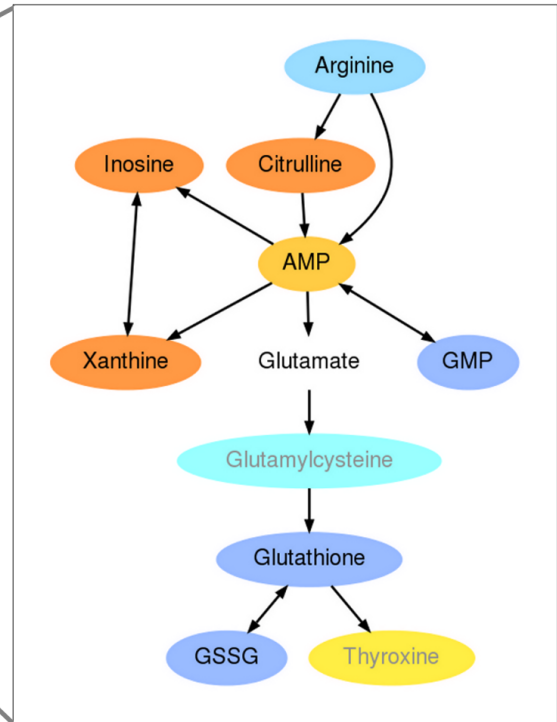 Arginine
Inosine
Citrulline
AMP
Xanthine
Glutamate
GMP
Glutamylcysteine
Glutathione
GSSG
Thyroxine